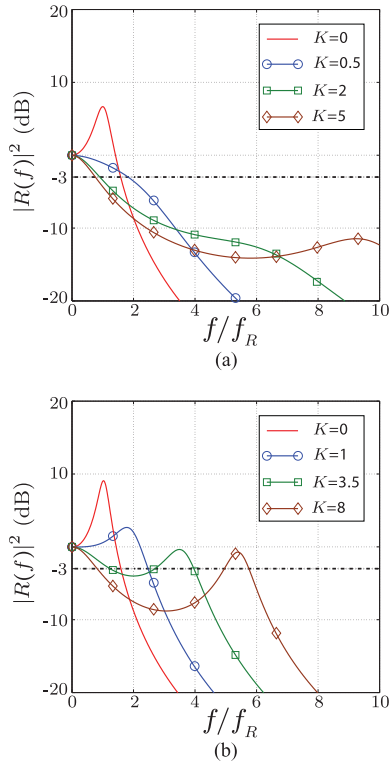 20
10
0
-3
-10
-20
|R(f)|² (dB)
K=0
K=0.5
K=2
K=5
0 2 4 6 8 10
f/f_R
(a)
20
10
0
-3
-10
-20
|R(f)|² (dB)
K=0
K=1
K=3.5
K=8
0 2 4 6 8 10
f/f_R
(b)